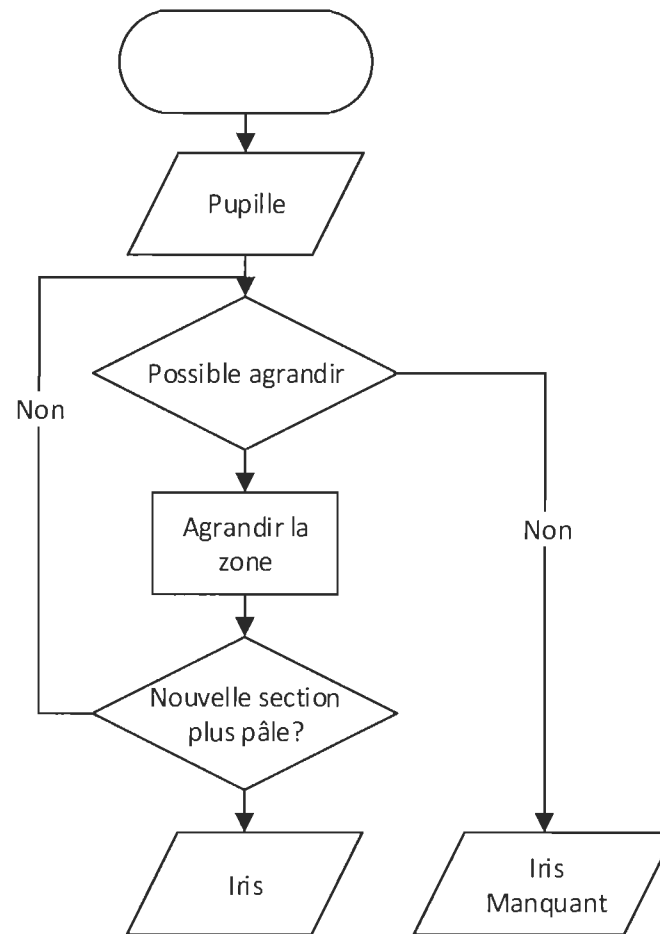 Pupille
Possible agrandir
Non
Agrandir la
zone
Non
Nouvelle section
plus pâle?
Iris
Iris
Manquant